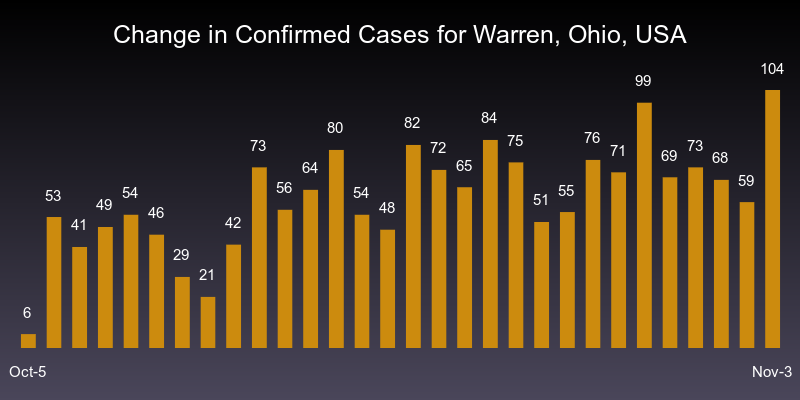 Change in Confirmed Cases for Warren, Ohio, USA
6 53 41 49 54 46 29 21 42 73 56 64 80 54 48 82 72 65 84 75 51 55 76 71 99 69 73 68 59 104
Oct-5 Nov-3